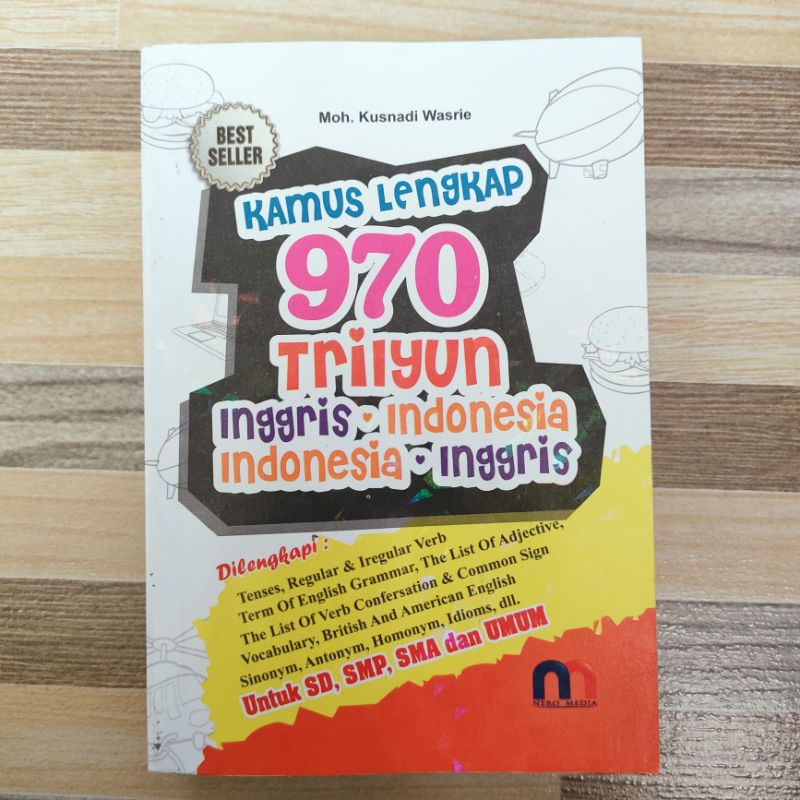 Moh. Kusnadi Wasrie
BEST
SELLER
Kamus Lengkap
970
Trilyun
Inggris • Indonesia
Indonesia • Inggris
Dilengkapi :
Tenses, Regular & Iregular Verb
Term Of English Grammar, The List Of Adjective,
The List Of Verb Confersation & Common Sign
Vocabulary, British And American English
Sinonym, Antonym, Homonym, Idioms, dll.
Untuk SD, SMP, SMA dan UMUM
NERO MEDIA